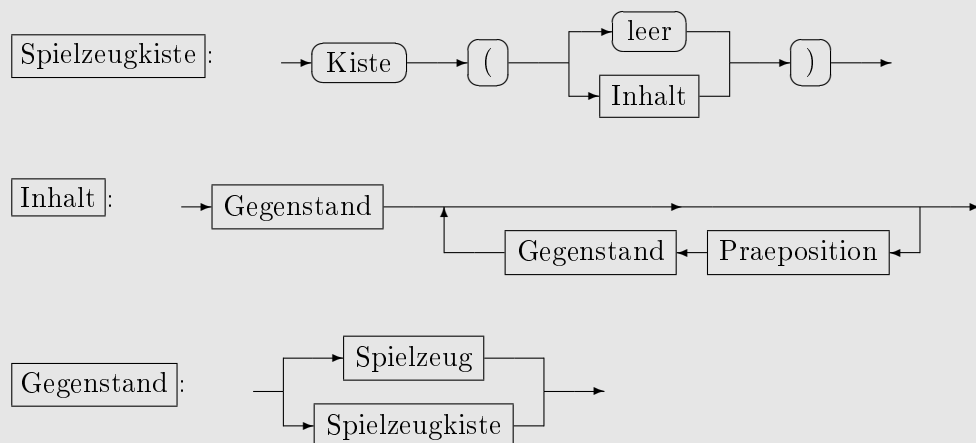 Spielzeugkiste: Kiste ( leer )
Inhalt
Inhalt: Gegenstand
Gegenstand Praeposition
Gegenstand: Spielzeug
Spielzeugkiste